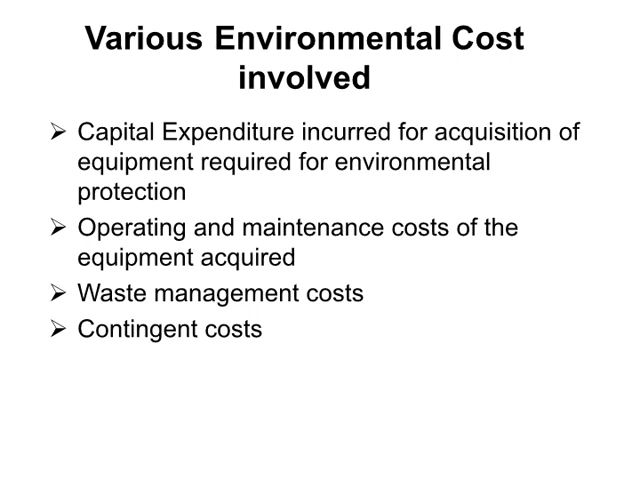 Various Environmental Cost
involved
➢ Capital Expenditure incurred for acquisition of
equipment required for environmental
protection
➢ Operating and maintenance costs of the
equipment acquired
➢ Waste management costs
➢ Contingent costs